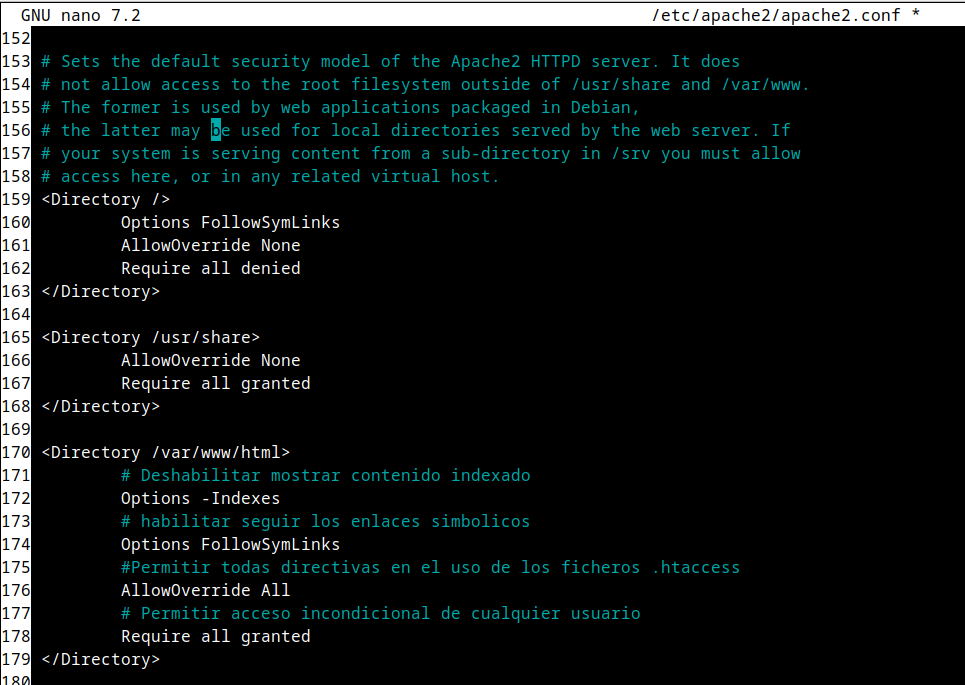 GNU nano 7.2 /etc/apache2/apache2.conf *
152
153 # Sets the default security model of the Apache2 HTTPD server. It does
154 # not allow access to the root filesystem outside of /usr/share and /var/www.
155 # The former is used by web applications packaged in Debian,
156 # the latter may be used for local directories served by the web server. If
157 # your system is serving content from a sub-directory in /srv you must allow
158 # access here, or in any related virtual host.
159 <Directory />
160 Options FollowSymLinks
161 AllowOverride None
162 Require all denied
163 </Directory>
164
165 <Directory /usr/share>
166 AllowOverride None
167 Require all granted
168 </Directory>
169
170 <Directory /var/www/html>
171 # Deshabilitar mostrar contenido indexado
172 Options -Indexes
173 # habilitar seguir los enlaces simbolicos
174 Options FollowSymLinks
175 #Permitir todas directivas en el uso de los ficheros .htaccess
176 AllowOverride All
177 # Permitir acceso incondicional de cualquier usuario
178 Require all granted
179 </Directory>
180